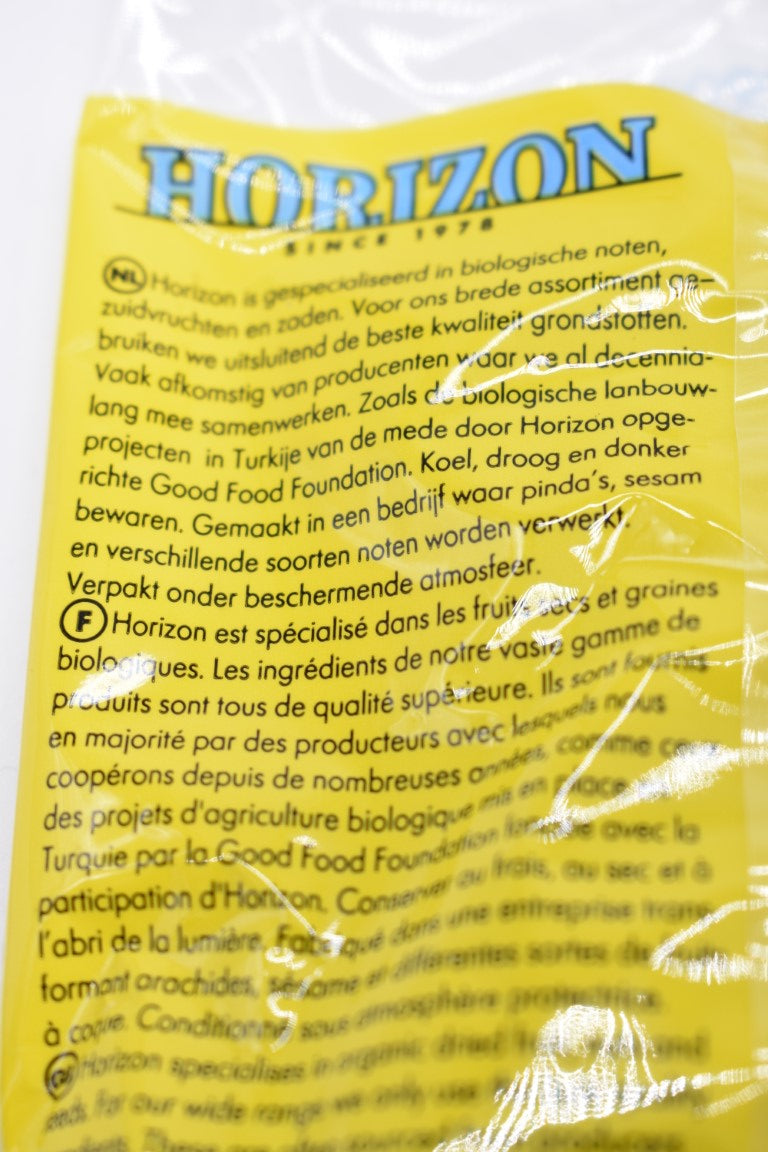 HORIZON
SINCE 1978
NL Horizon is gespecialiseerd in biologische noten,
zuidvruchten en zaden. Voor ons brede assortiment ge-
bruiken we uitsluitend de beste kwaliteit grondstoffen.
Vaak afkomstig van producenten waar we al decennia-
lang mee samenwerken. Zoals de biologische lanbouw-
projecten in Turkije van de mede door Horizon opge-
richte Good Food Foundation. Koel, droog en donker
bewaren. Gemaakt in een bedrijf waar pinda's, sesam
en verschillende soorten noten worden verwerkt.
Verpakt onder beschermende atmosfeer.
F Horizon est spécialisé dans les fruits secs et graines
biologiques. Les ingrédients de notre vaste gamme de
produits sont tous de qualité supérieure. Ils sont fournis
en majorité par des producteurs avec lesquels nous
coopérons depuis de nombreuses années, comme ceux
des projets d'agriculture biologique mis en place en
Turquie par la Good Food Foundation fondée avec la
participation d'Horizon. Conserver au frais, au sec et à
l'abri de la lumière. Fabriqué dans une entreprise trans-
formant arachides, sésame et différentes sortes de fruits
à coque. Conditionné sous atmosphère protectrice.
Horizon specialises in organic dried fruit, and
seeds. For our wide range we only use